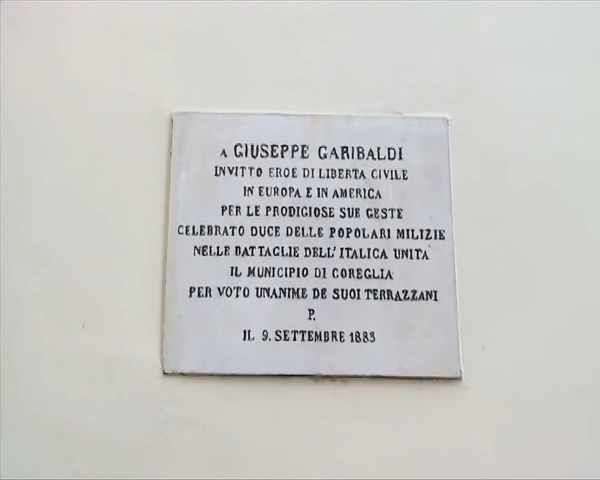 A GIUSEPPE GARIBALDI
INVITTO EROE DI LIBERTA CIVILE
IN EUROPA E IN AMERICA
PER LE PRODIGIOSE SUE GESTE
CELEBRATO DUCE DELLE POPOLARI MILIZIE
NELLE BATTAGLIE DELL'ITALICA UNITA'
IL MUNICIPIO DI COREGLIA
PER VOTO UNANIME DE SUOI TERRAZZANI
P.
IL 9. SETTEMBRE 1883